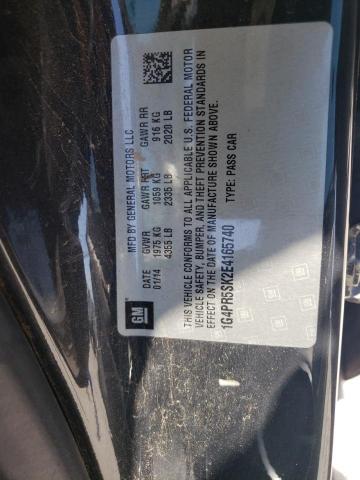 MFD BY GENERAL MOTORS LLC
DATE GVWR GAWR FRT GAWR RR
01/14 1975 KG 1059 KG 916 KG
4355 LB 2335 LB 2020 LB
GM
THIS VEHICLE CONFORMS TO ALL APPLICABLE U.S. FEDERAL MOTOR
VEHICLE SAFETY, BUMPER, AND THEFT PREVENTION STANDARDS IN
EFFECT ON THE DATE OF MANUFACTURE SHOWN ABOVE.
1G4PR5SK2E4165740 TYPE: PASS CAR